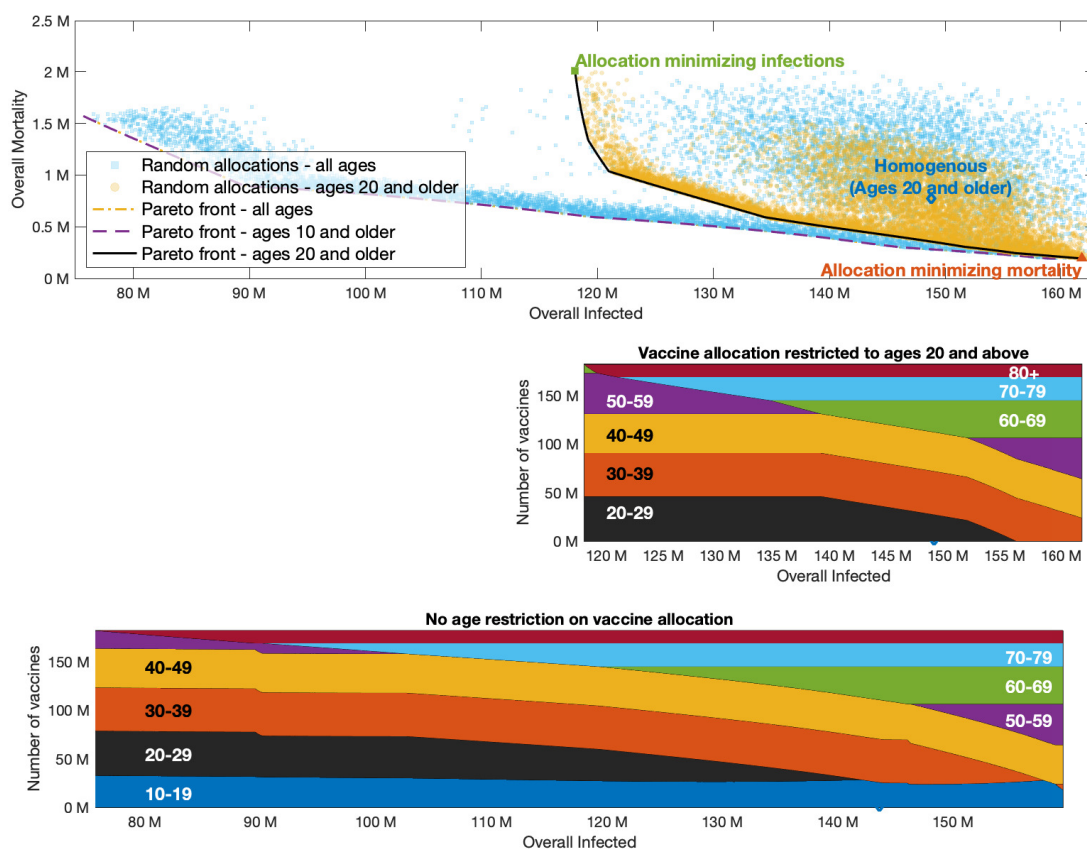 2.5 M
2 M
1.5 M
1 M
0.5 M
0 M
Overall Mortality
Allocation minimizing infections
Random allocations - all ages
Random allocations - ages 20 and older
Pareto front - all ages
Pareto front - ages 10 and older
Pareto front - ages 20 and older
Homogenous
(Ages 20 and older)
Allocation minimizing mortality
80 M 90 M 100 M 110 M 120 M 130 M 140 M 150 M 160 M
Overall Infected
Vaccine allocation restricted to ages 20 and above
150 M
100 M
50 M
0 M
Number of vaccines
80+
70-79
60-69
50-59
40-49
30-39
20-29
120 M 125 M 130 M 135 M 140 M 145 M 150 M 155 M 160 M
Overall Infected
No age restriction on vaccine allocation
150 M
100 M
50 M
0 M
Number of vaccines
70-79
60-69
50-59
40-49
30-39
20-29
10-19
80 M 90 M 100 M 110 M 120 M 130 M 140 M 150 M
Overall Infected